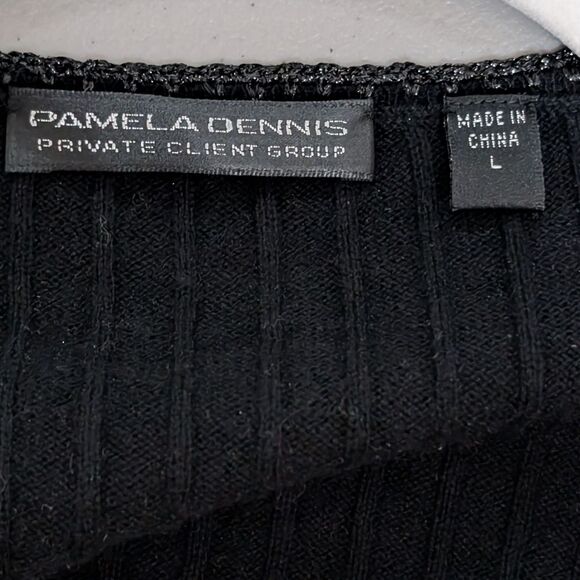 PAMELA DENNIS
PRIVATE CLIENT GROUP
MADE IN
CHINA
L